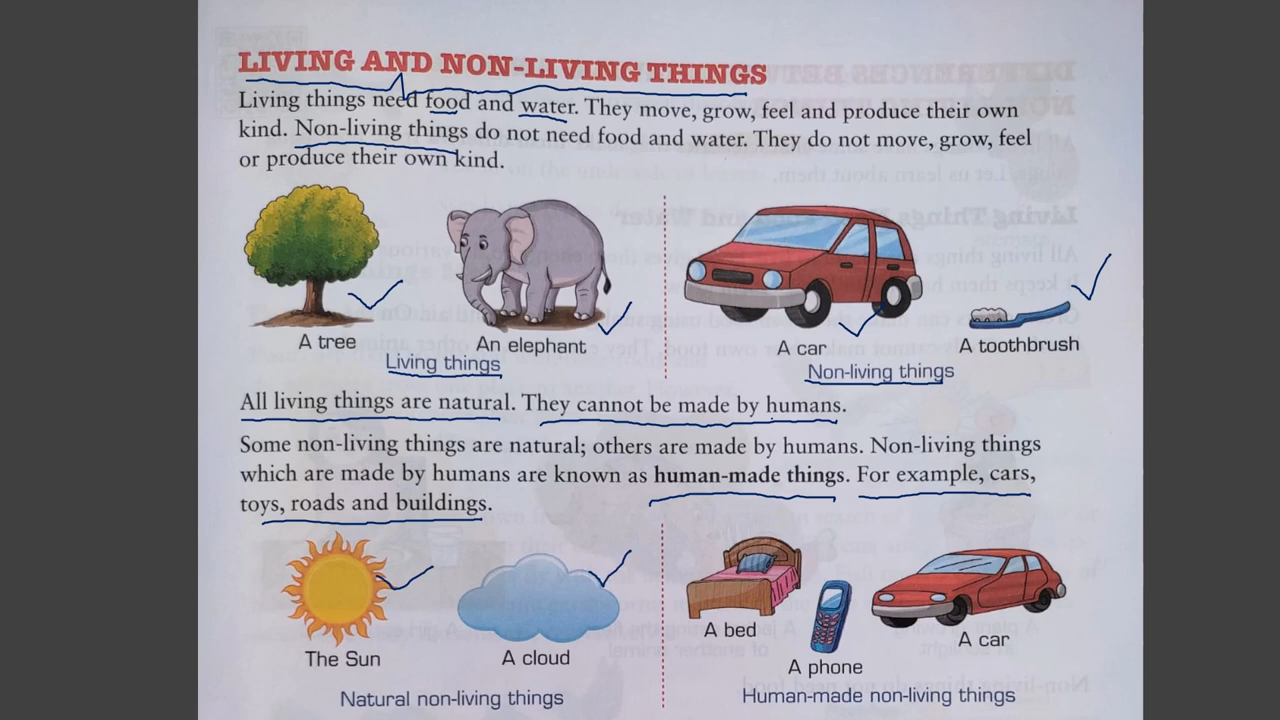 LIVING AND NON-LIVING THINGS
Living things need food and water. They move, grow, feel and produce their own
kind. Non-living things do not need food and water. They do not move, grow, feel
or produce their own kind.
A tree
An elephant
Living things
A car
A toothbrush
Non-living things
All living things are natural. They cannot be made by humans.
Some non-living things are natural; others are made by humans. Non-living things
which are made by humans are known as human-made things. For example, cars,
toys, roads and buildings.
The Sun
A cloud
Natural non-living things
A bed
A phone
A car
Human-made non-living things